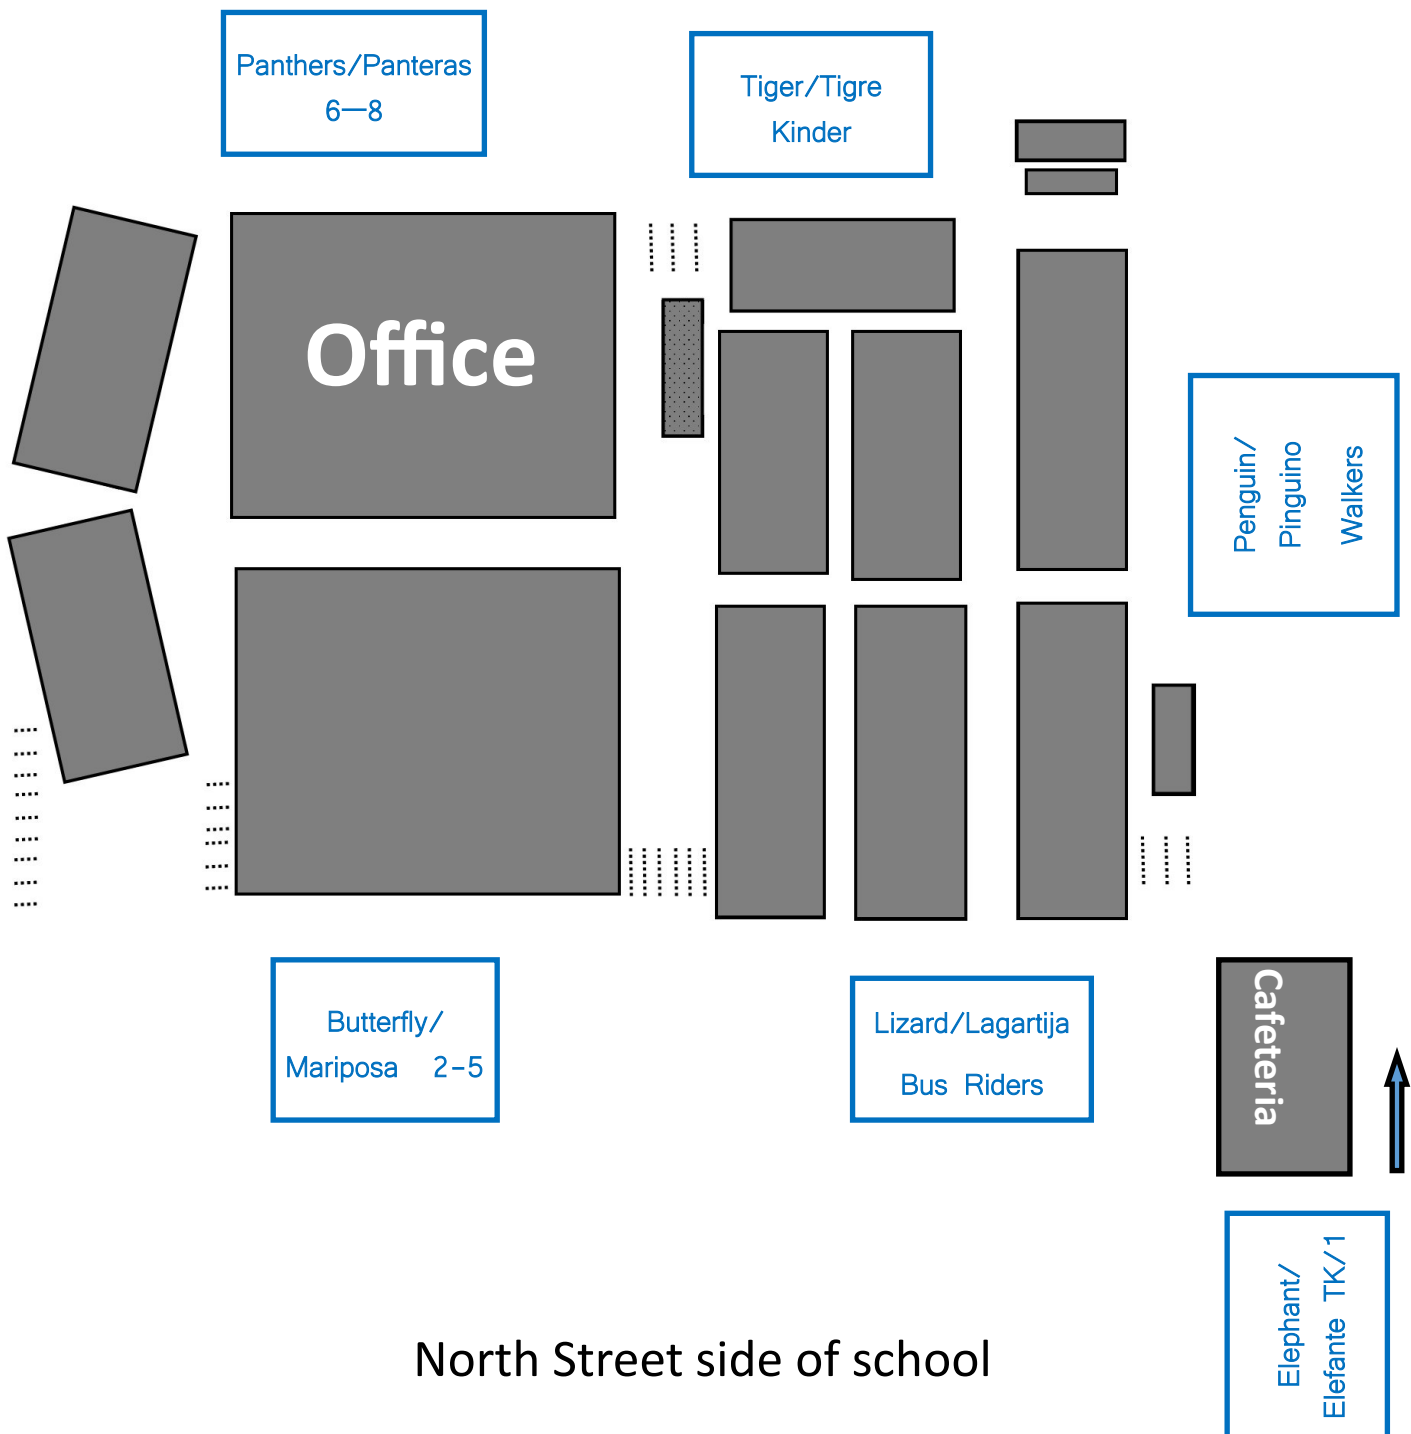 Panthers/Panteras
6—8
Tiger/Tigre
Kinder
Office
Penguin/
Pinguino
Walkers
Butterfly/
Mariposa 2-5
Lizard/Lagartija
Bus Riders
Cafeteria
Elephant/
Elefante TK/1
North Street side of school